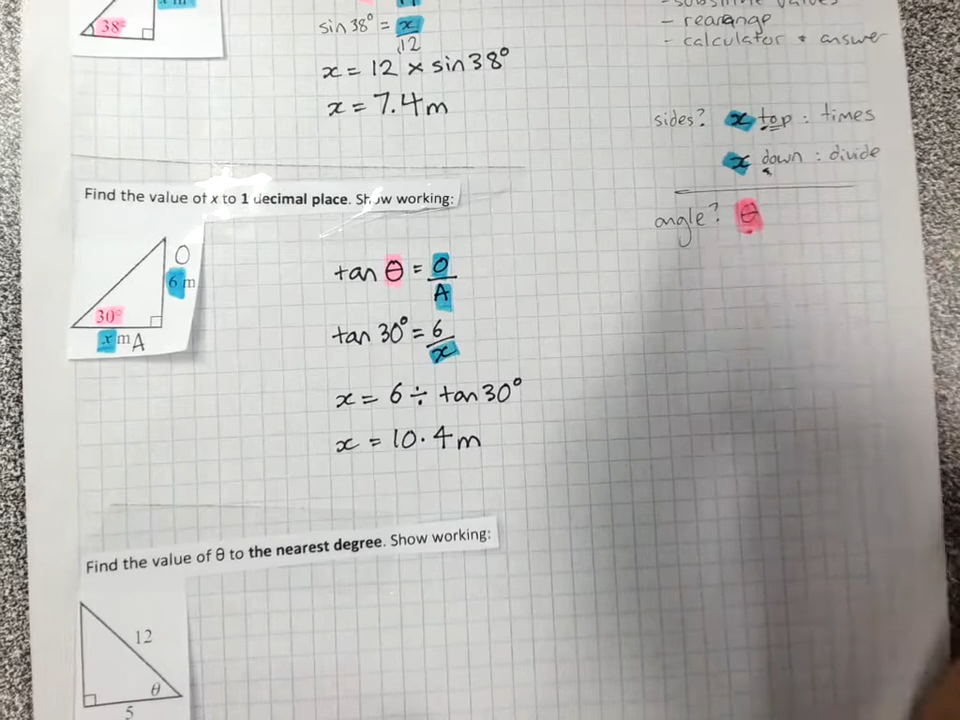 38°
sin 38° = x
12
x = 12 × sin 38°
x = 7.4 m
- rearange
- calculator + answer
sides? x top : times
x down : divide
angle? θ
Find the value of x to 1 decimal place. Show working:
O
6 m
30°
x m A
tan θ = O
A
tan 30° = 6
x
x = 6 ÷ tan 30°
x = 10.4 m
Find the value of θ to the nearest degree. Show working:
12
θ
5